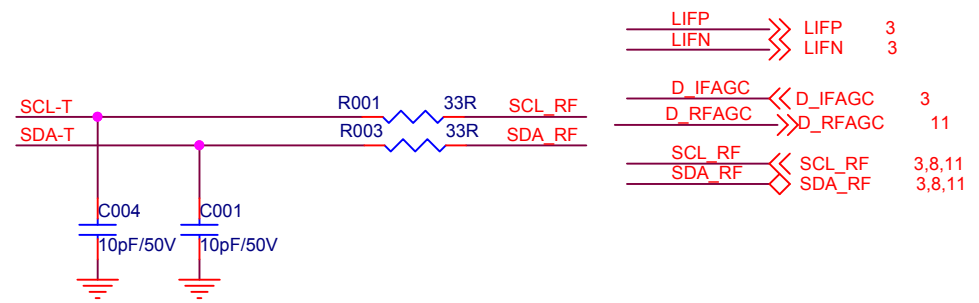 LIFP LIFP 3
LIFN LIFN 3
D_IFAGC D_IFAGC 3
SCL-T R001 33R SCL_RF
D_RFAGC D_RFAGC 11
SDA-T R003 33R SDA_RF
SCL_RF SCL_RF 3,8,11
SDA_RF SDA_RF 3,8,11
C004 C001
10pF/50V 10pF/50V